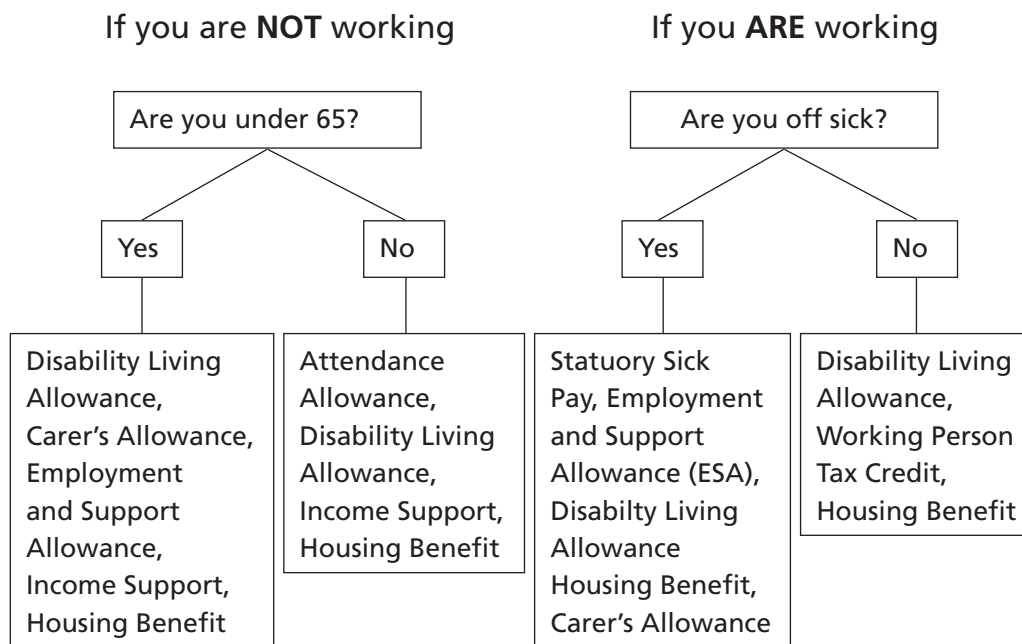 If you are NOT working
Are you under 65?
Yes
No
Disability Living
Allowance,
Carer's Allowance,
Employment
and Support
Allowance,
Income Support,
Housing Benefit
Attendance
Allowance,
Disability Living
Allowance,
Income Support,
Housing Benefit
If you ARE working
Are you off sick?
Yes
No
Statuory Sick
Pay, Employment
and Support
Allowance (ESA),
Disabilty Living
Allowance
Housing Benefit,
Carer's Allowance
Disability Living
Allowance,
Working Person
Tax Credit,
Housing Benefit